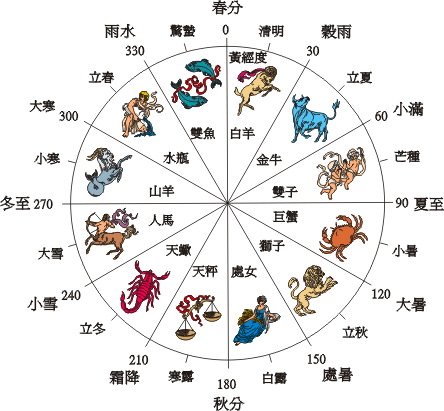 春分
雨水
驚蟄
0
清明
穀雨
330
黃經度
30
立春
立夏
大寒
300
雙魚
白羊
60
小滿
小寒
水瓶
金牛
芒種
山羊
雙子
冬至 270
90 夏至
人馬
巨蟹
大雪
天蠍
獅子
小暑
天秤
處女
小雪
240
120
大暑
立冬
立秋
210
150
霜降
寒露
180
白露
處暑
秋分